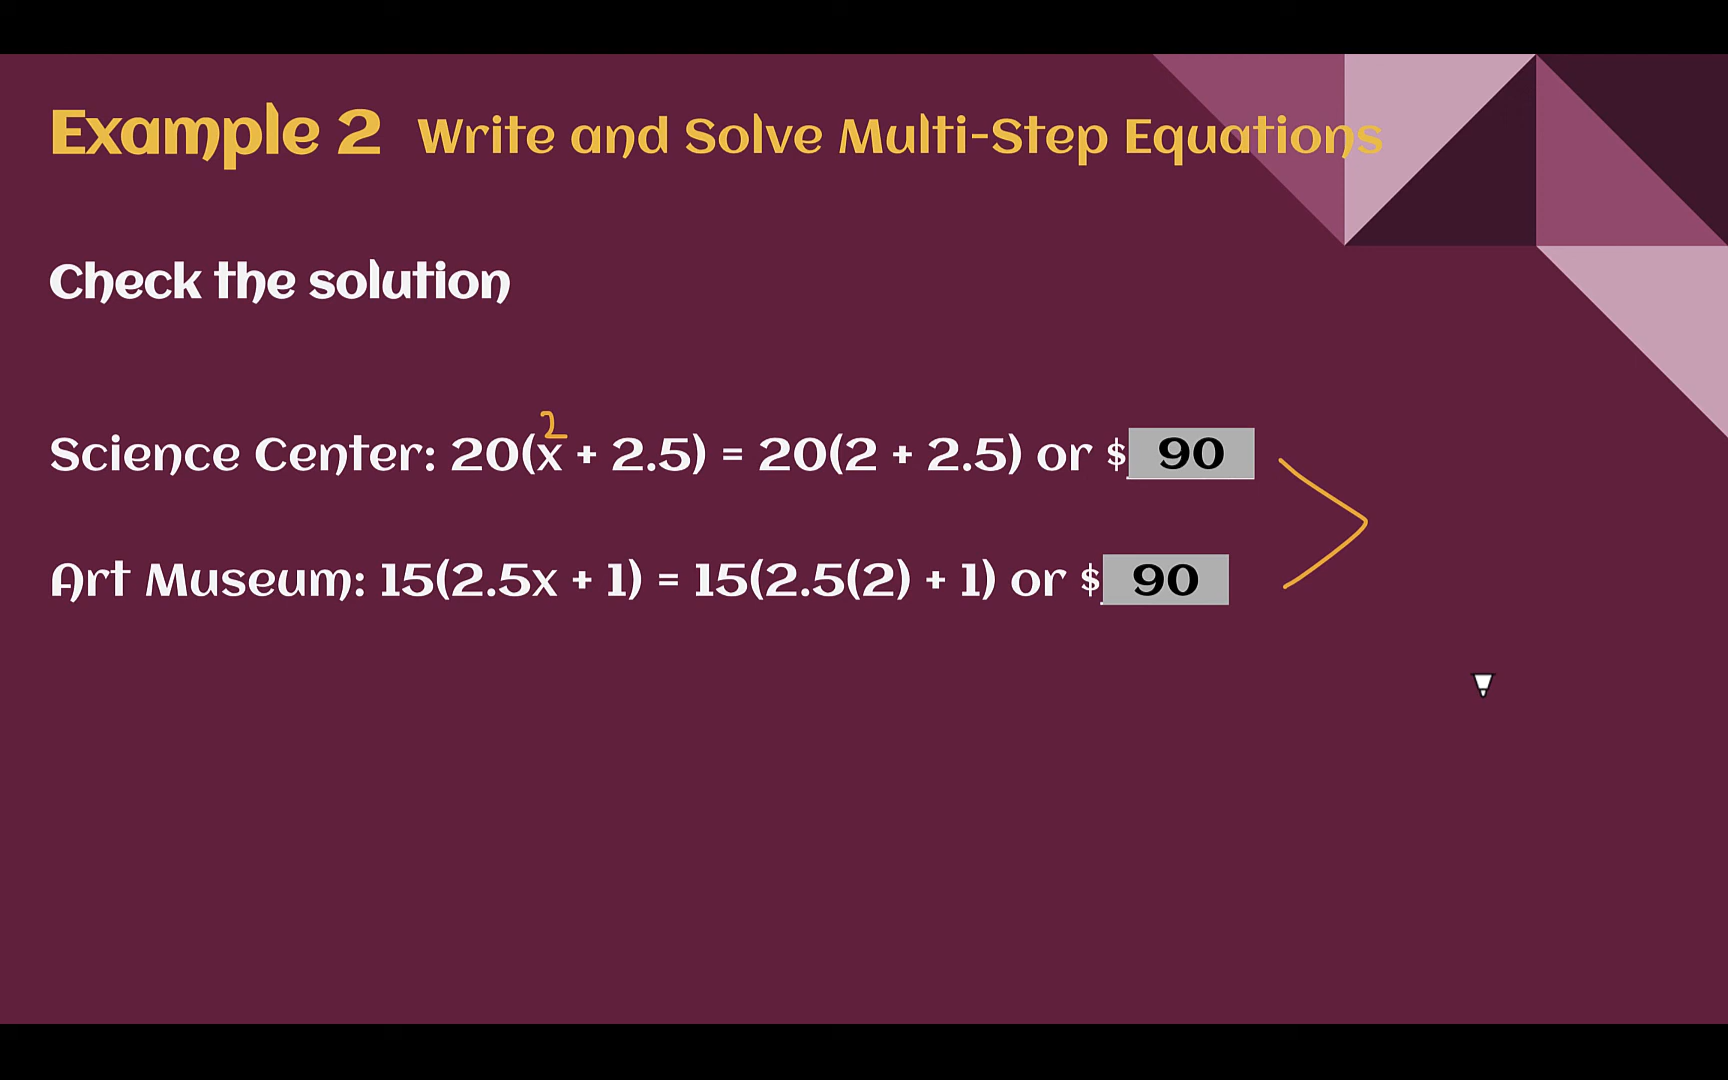 Example 2 Write and Solve Multi-Step Equations
Check the solution
2
Science Center: 20(x + 2.5) = 20(2 + 2.5) or $ 90
Art Museum: 15(2.5x + 1) = 15(2.5(2) + 1) or $ 90